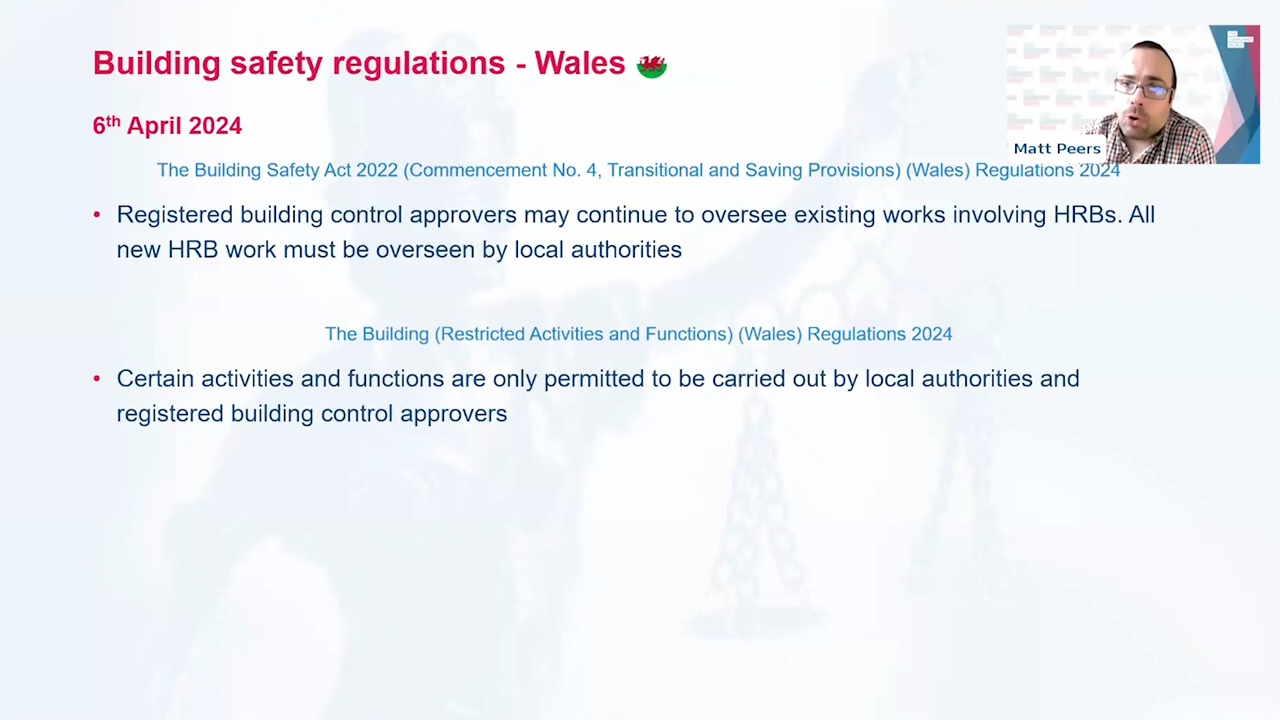 Building safety regulations - Wales
6th April 2024
Matt Peers
The Building Safety Act 2022 (Commencement No. 4, Transitional and Saving Provisions) (Wales) Regulations 2024
• Registered building control approvers may continue to oversee existing works involving HRBs. All
new HRB work must be overseen by local authorities
The Building (Restricted Activities and Functions) (Wales) Regulations 2024
• Certain activities and functions are only permitted to be carried out by local authorities and
registered building control approvers